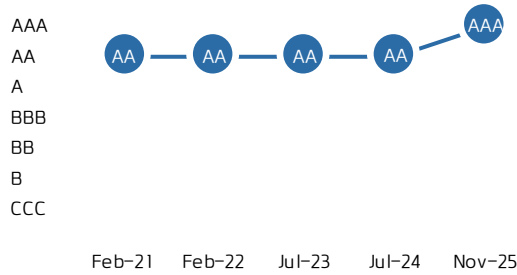 AAA
AAA
AA
AA
AA
AA
AA
A
BBB
BB
B
CCC
Feb–21
Feb–22
Jul–23
Jul–24
Nov–25